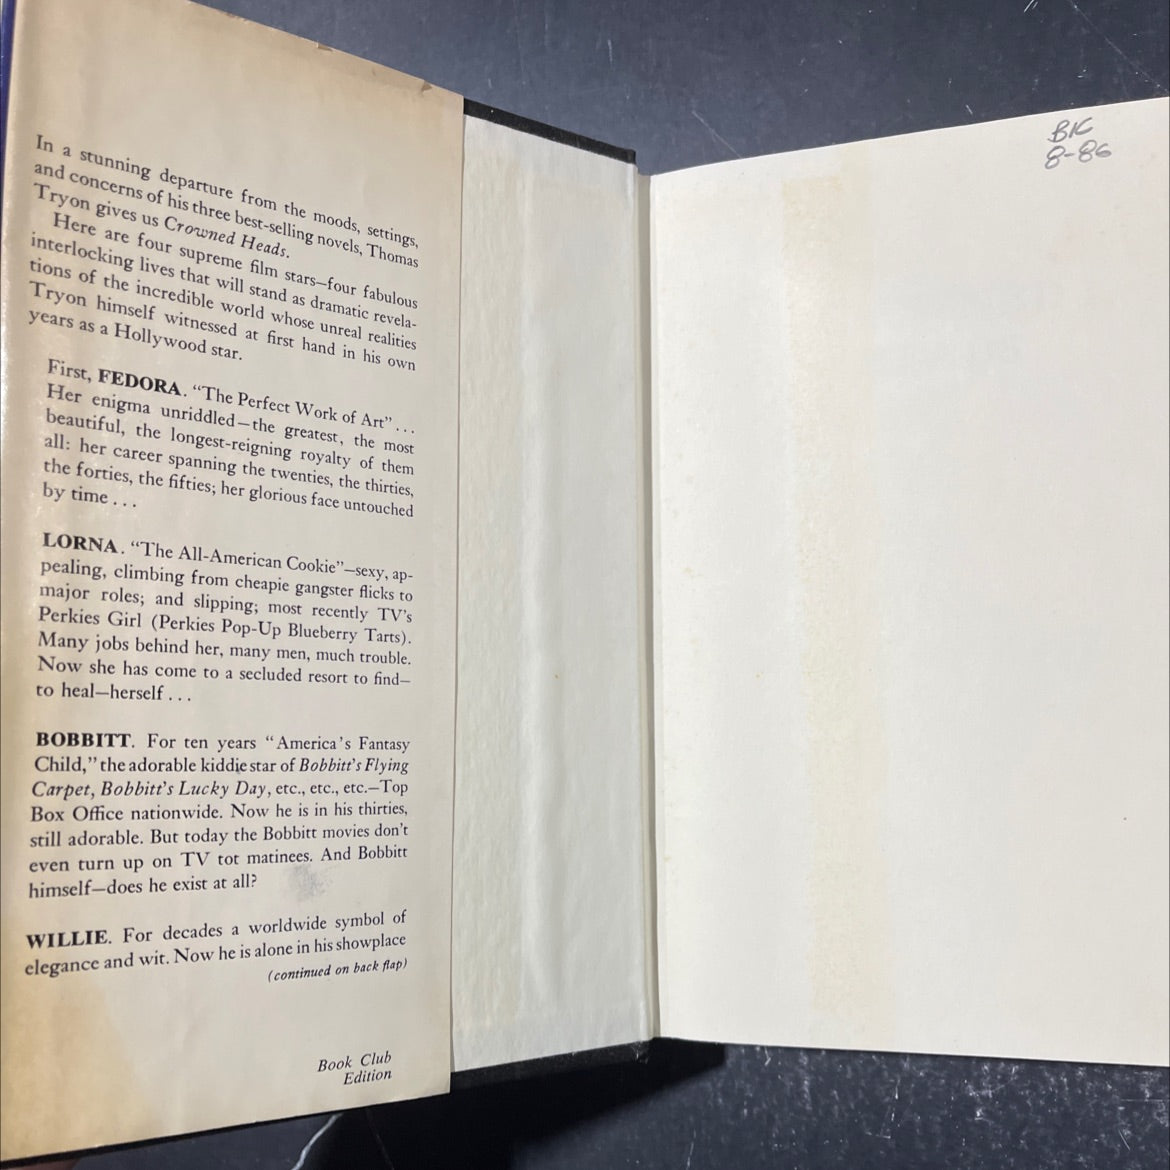 In a stunning departure from the moods, settings,
and concerns of his three best-selling novels, Thomas
Tryon gives us Crowned Heads.
Here are four supreme film stars—four fabulous
interlocking lives that will stand as dramatic revela-
tions of the incredible world whose unreal realities
Tryon himself witnessed at first hand in his own
years as a Hollywood star.
First, FEDORA. “The Perfect Work of Art” . . .
Her enigma unriddled—the greatest, the most
beautiful, the longest-reigning royalty of them
all: her career spanning the twenties, the thirties,
the forties, the fifties; her glorious face untouched
by time . . .
LORNA. “The All-American Cookie”—sexy, ap-
pealing, climbing from cheapie gangster flicks to
major roles; and slipping; most recently TV's
Perkies Girl (Perkies Pop-Up Blueberry Tarts).
Many jobs behind her, many men, much trouble.
Now she has come to a secluded resort to find—
to heal—herself . . .
BOBBITT. For ten years “America's Fantasy
Child,” the adorable kiddie star of Bobbitt's Flying
Carpet, Bobbitt's Lucky Day, etc., etc., etc.—Top
Box Office nationwide. Now he is in his thirties,
still adorable. But today the Bobbitt movies don't
even turn up on TV tot matinees. And Bobbitt
himself—does he exist at all?
WILLIE. For decades a worldwide symbol of
elegance and wit. Now he is alone in his showplace
(continued on back flap)
Book Club
Edition
BK
8-86